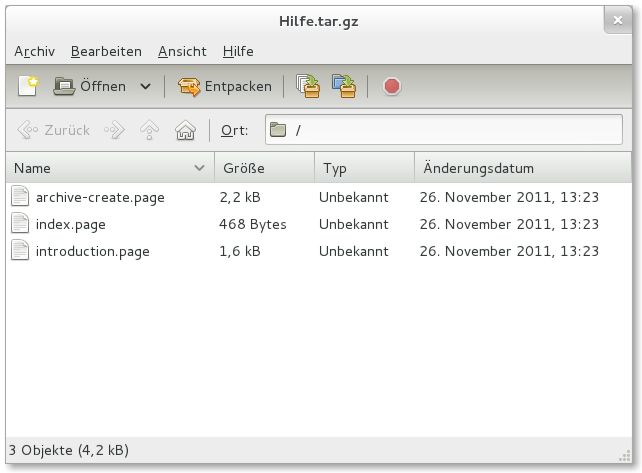 Hilfe.tar.gz
Archiv Bearbeiten Ansicht Hilfe
Öffnen Entpacken
Zurück Ort: /
Name Größe Typ Änderungsdatum
archive-create.page 2,2 kB Unbekannt 26. November 2011, 13:23
index.page 468 Bytes Unbekannt 26. November 2011, 13:23
introduction.page 1,6 kB Unbekannt 26. November 2011, 13:23
3 Objekte (4,2 kB)